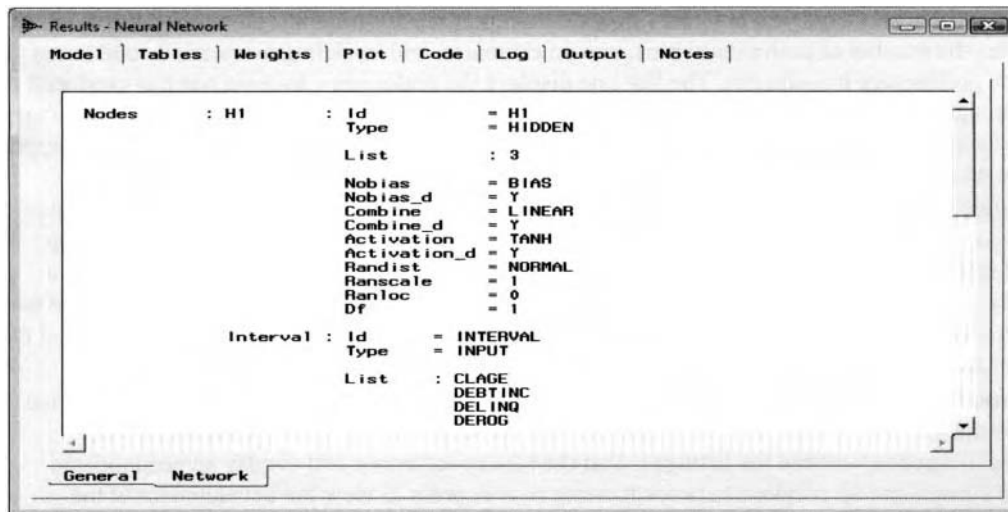 Results - Neural Network
Model Tables Weights Plot Code Log Output Notes
Nodes : H1 : Id = H1
Type = HIDDEN
List : 3
Nobias = BIAS
Nobias_d = Y
Combine = LINEAR
Combine_d = Y
Activation = TANH
Activation_d = Y
Randist = NORMAL
Ranscale = 1
Ranloc = 0
Df = 1
Interval : Id = INTERVAL
Type = INPUT
List : CLAGE
DEBTINC
DELINQ
DEROG
General Network